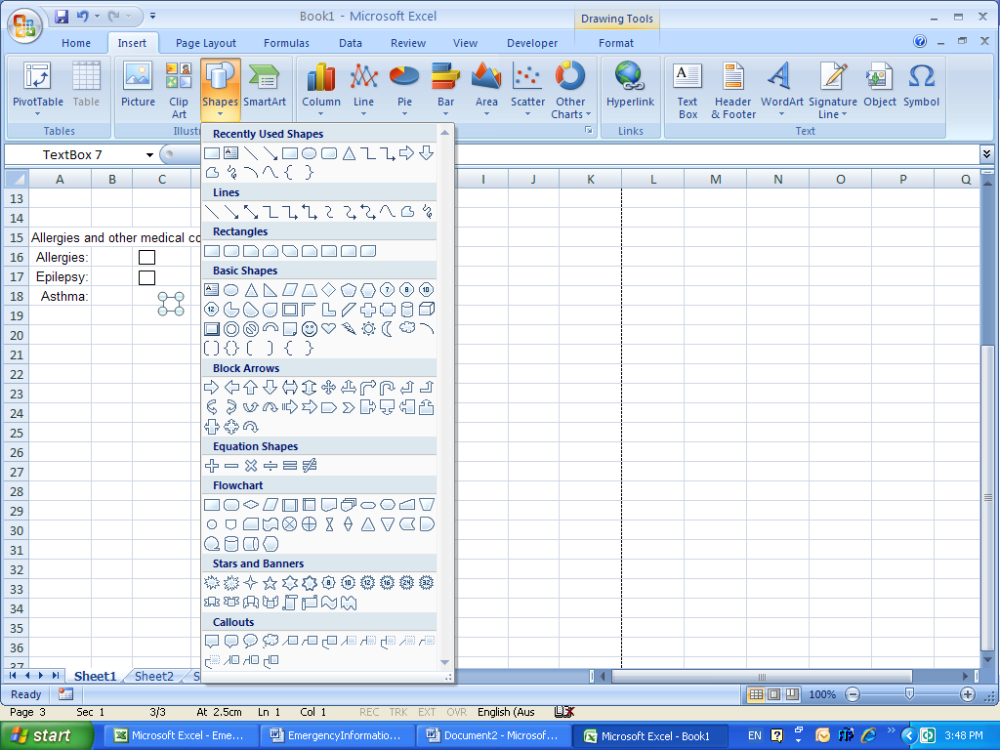 Book1 - Microsoft Excel
Drawing Tools
Home Insert Page Layout Formulas Data Review View Developer Format
PivotTable Table Picture Clip Art Shapes SmartArt Column Line Pie Bar Area Scatter Other Charts Hyperlink Text Box Header & Footer WordArt Signature Line Object Symbol
Tables Illustr Links Text
TextBox 7
Recently Used Shapes
Lines
Rectangles
Basic Shapes
Block Arrows
Equation Shapes
Flowchart
Stars and Banners
Callouts
A B C I J K L M N O P Q
13
14
15 Allergies and other medical co
16 Allergies:
17 Epilepsy:
18 Asthma:
19
20
21
22
23
24
25
26
27
28
29
30
31
32
33
34
35
36
37
Sheet1 Sheet2 S
Ready 100%
Page 3 Sec 1 3/3 At 2.5cm Ln 1 Col 1 REC TRK EXT OVR English (Aus
start Microsoft Excel - Eme... EmergencyInformatio... Document2 - Microsof... Microsoft Excel - Book1 EN 3:48 PM